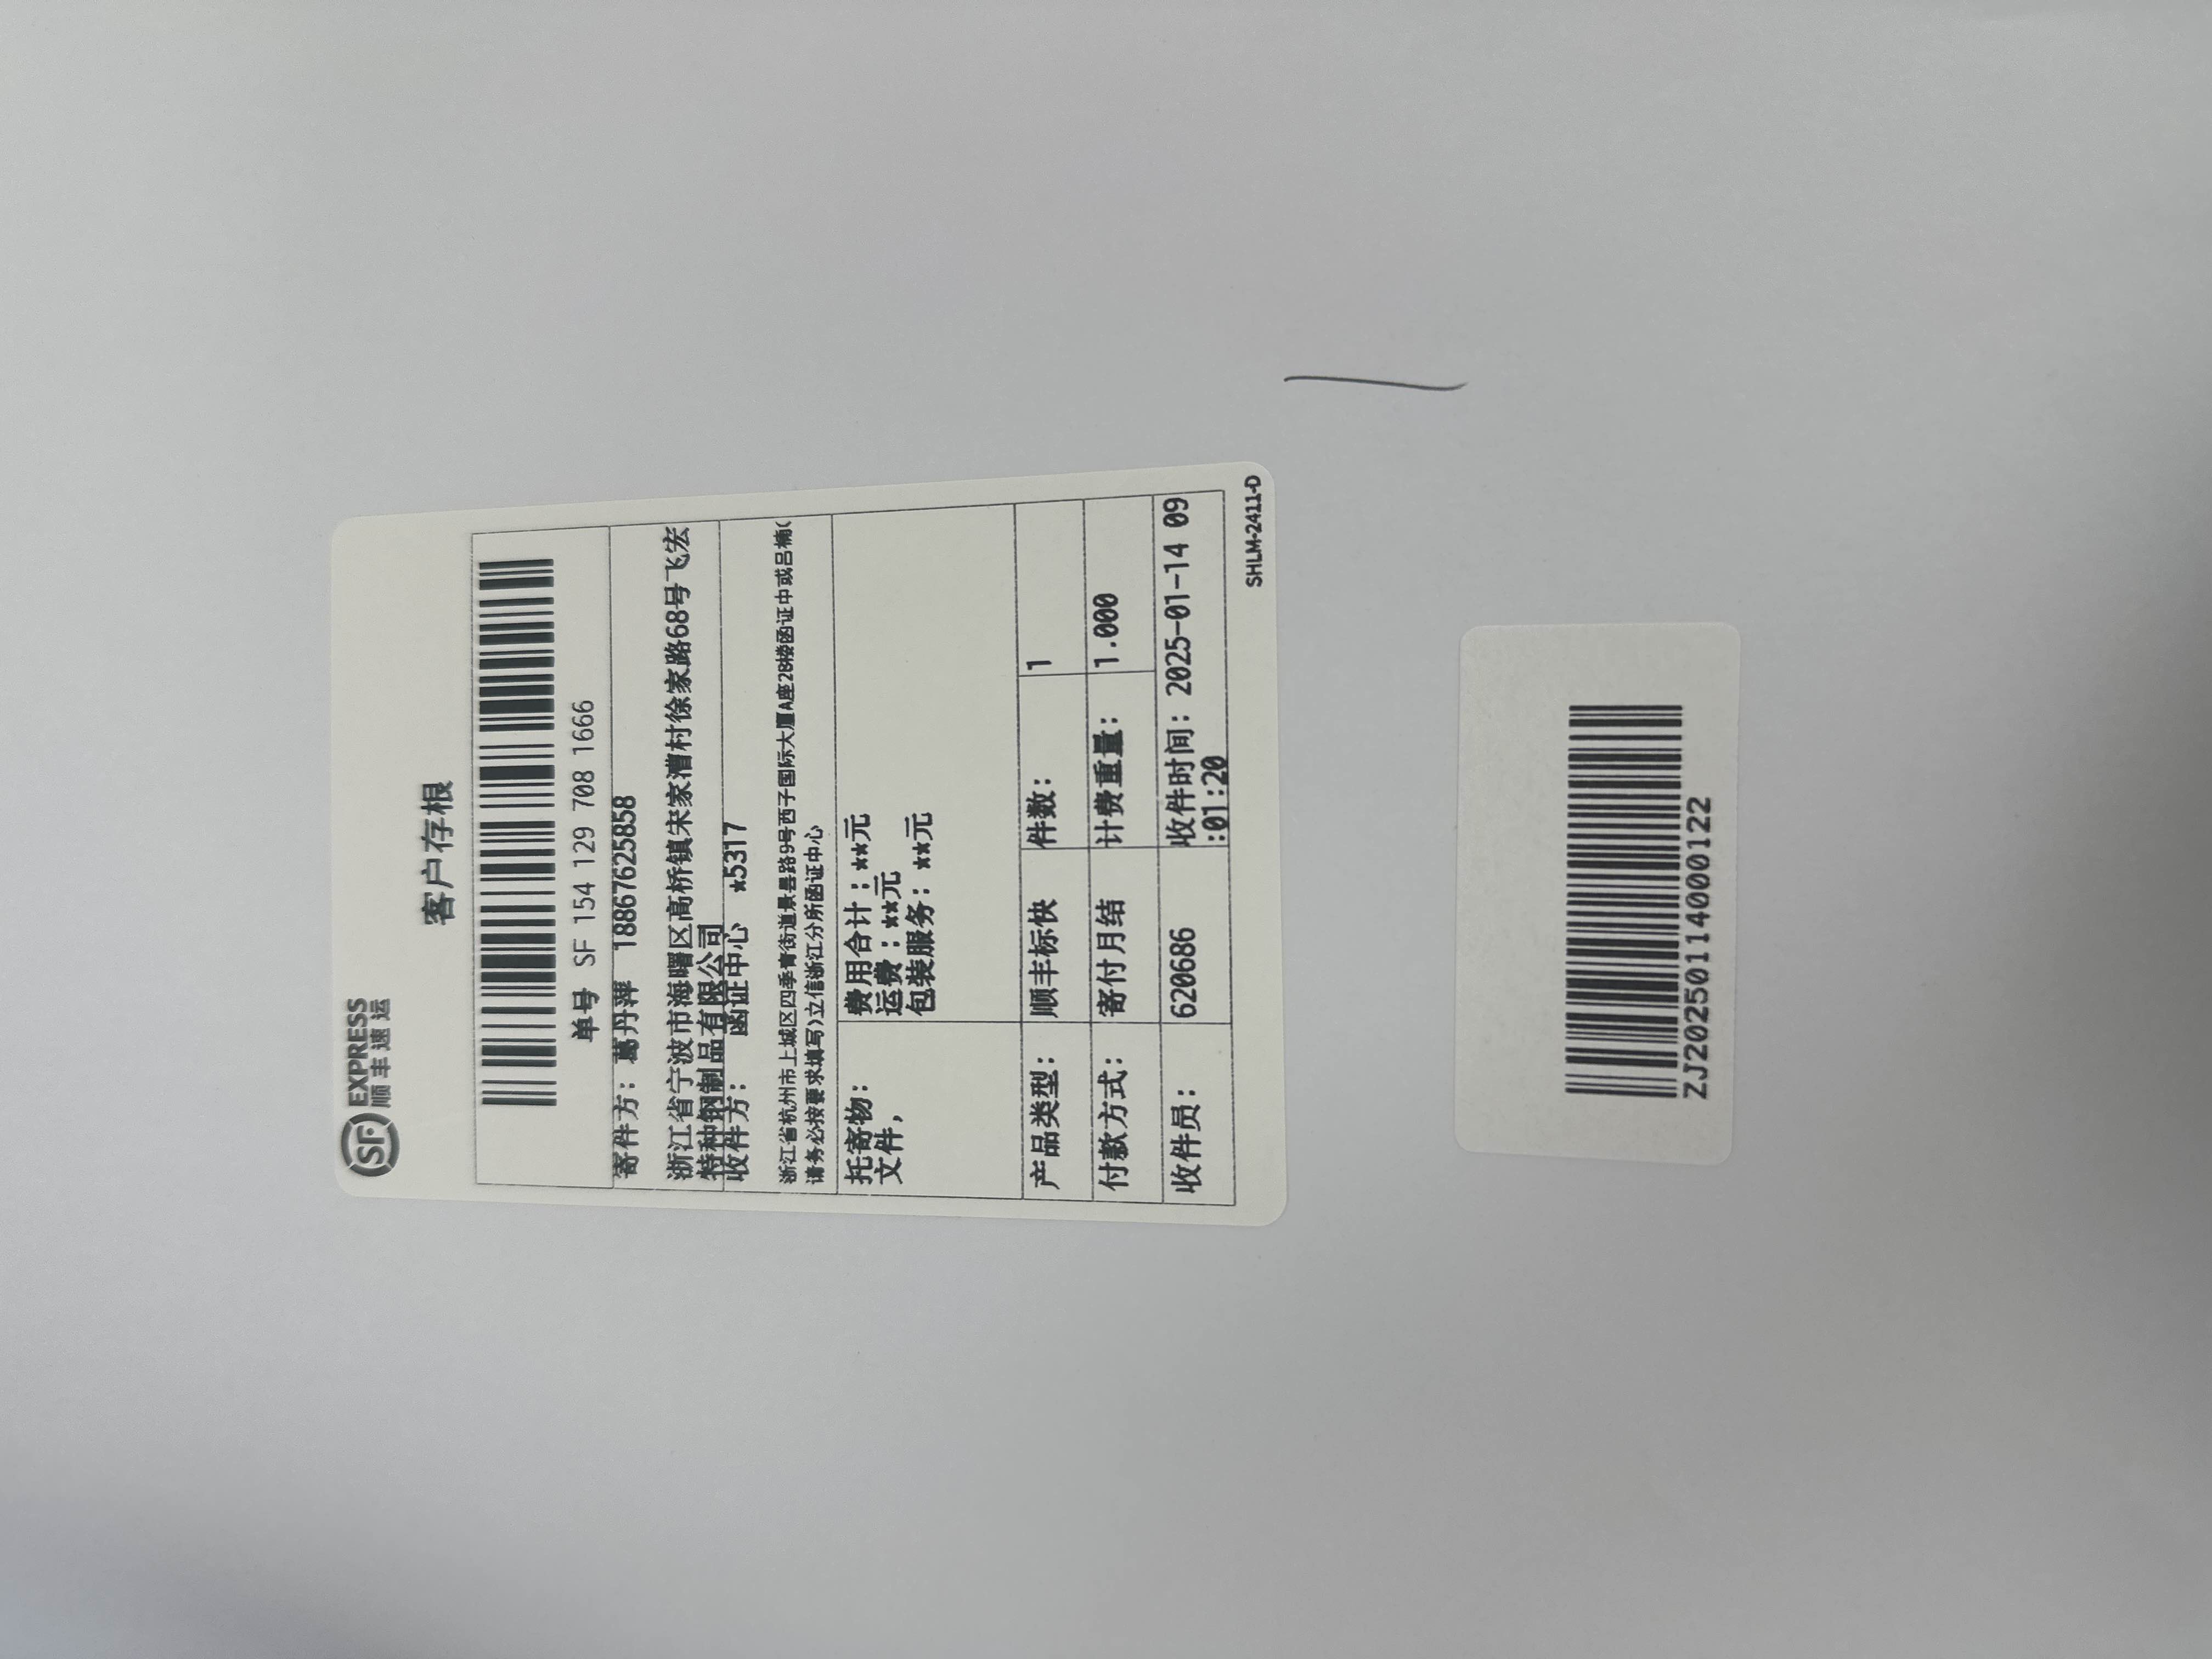 SF EXPRESS
顺丰速运
客户存根
单号 SF 154 129 708 1666
寄件方：葛丹萍 18867625858
浙江省宁波市海曙区高桥镇宋家漕村徐家路68号飞宏
特种钢制品有限公司
收件方： 函证中心 *5317
浙江省杭州市上城区四季青街道景昙路9号西子国际大厦A座28楼函证中或吕楠(
请务必按要求填写)立信浙江分所函证中心
托寄物： 费用合计：**元
文件， 运费：**元
包装服务：**元
产品类型： 顺丰标快 件数： 1
付款方式： 寄付月结 计费重量： 1.000
收件员： 620686 收件时间：2025-01-14 09
:01:20
SHLM-2411-D
ZJ20250114000122